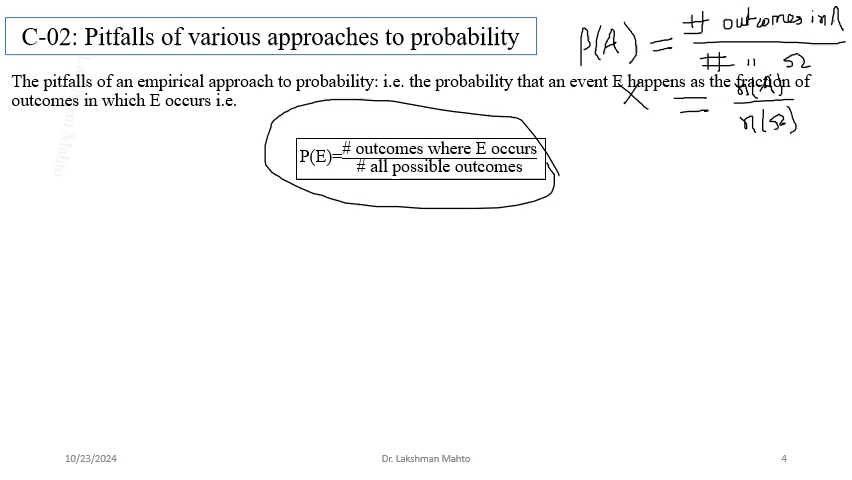 C-02: Pitfalls of various approaches to probability
P(A) = # outcomes in A
# " Ω
= n(A)
n(Ω)
The pitfalls of an empirical approach to probability: i.e. the probability that an event E happens as the fraction of
outcomes in which E occurs i.e.
P(E)=# outcomes where E occurs
# all possible outcomes
Lakshman Mahto
10/23/2024
Dr. Lakshman Mahto
4